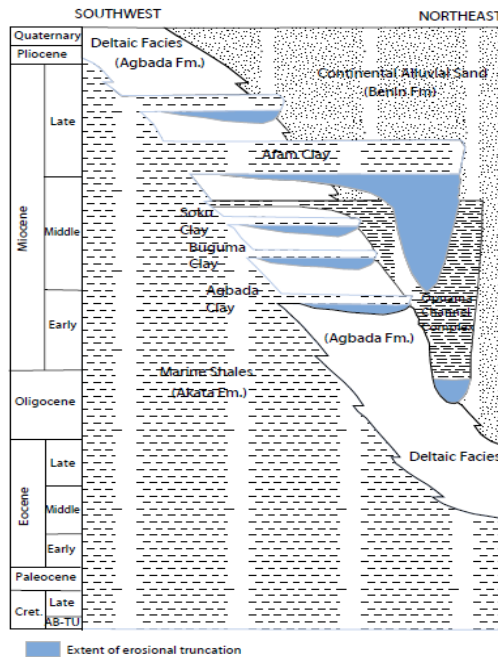 SOUTHWEST
NORTHEAST
Quaternary
Pliocene
Miocene
Late
Middle
Early
Oligocene
Eocene
Late
Middle
Early
Paleocene
Cret.
Late
AB-TU
Deltaic Facies
(Agbada Fm.)
Continental Alluvial Sand
(Benin Fm)
Afam Clay
Soku
Clay
Buguma
Clay
Agbada
Clay
Channel
Complex
(Agbada Fm.)
Marine Shales
(Akata Fm.)
Deltaic Facies
Extent of erosional truncation